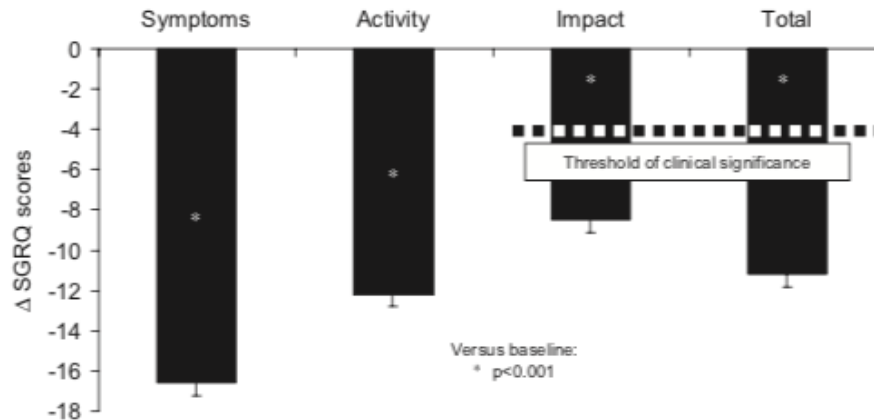 Symptoms Activity Impact Total
0
-2
-4
-6
-8
-10
-12
-14
-16
-18
Δ SGRQ scores
* * * *
Threshold of clinical significance
Versus baseline:
* p<0.001